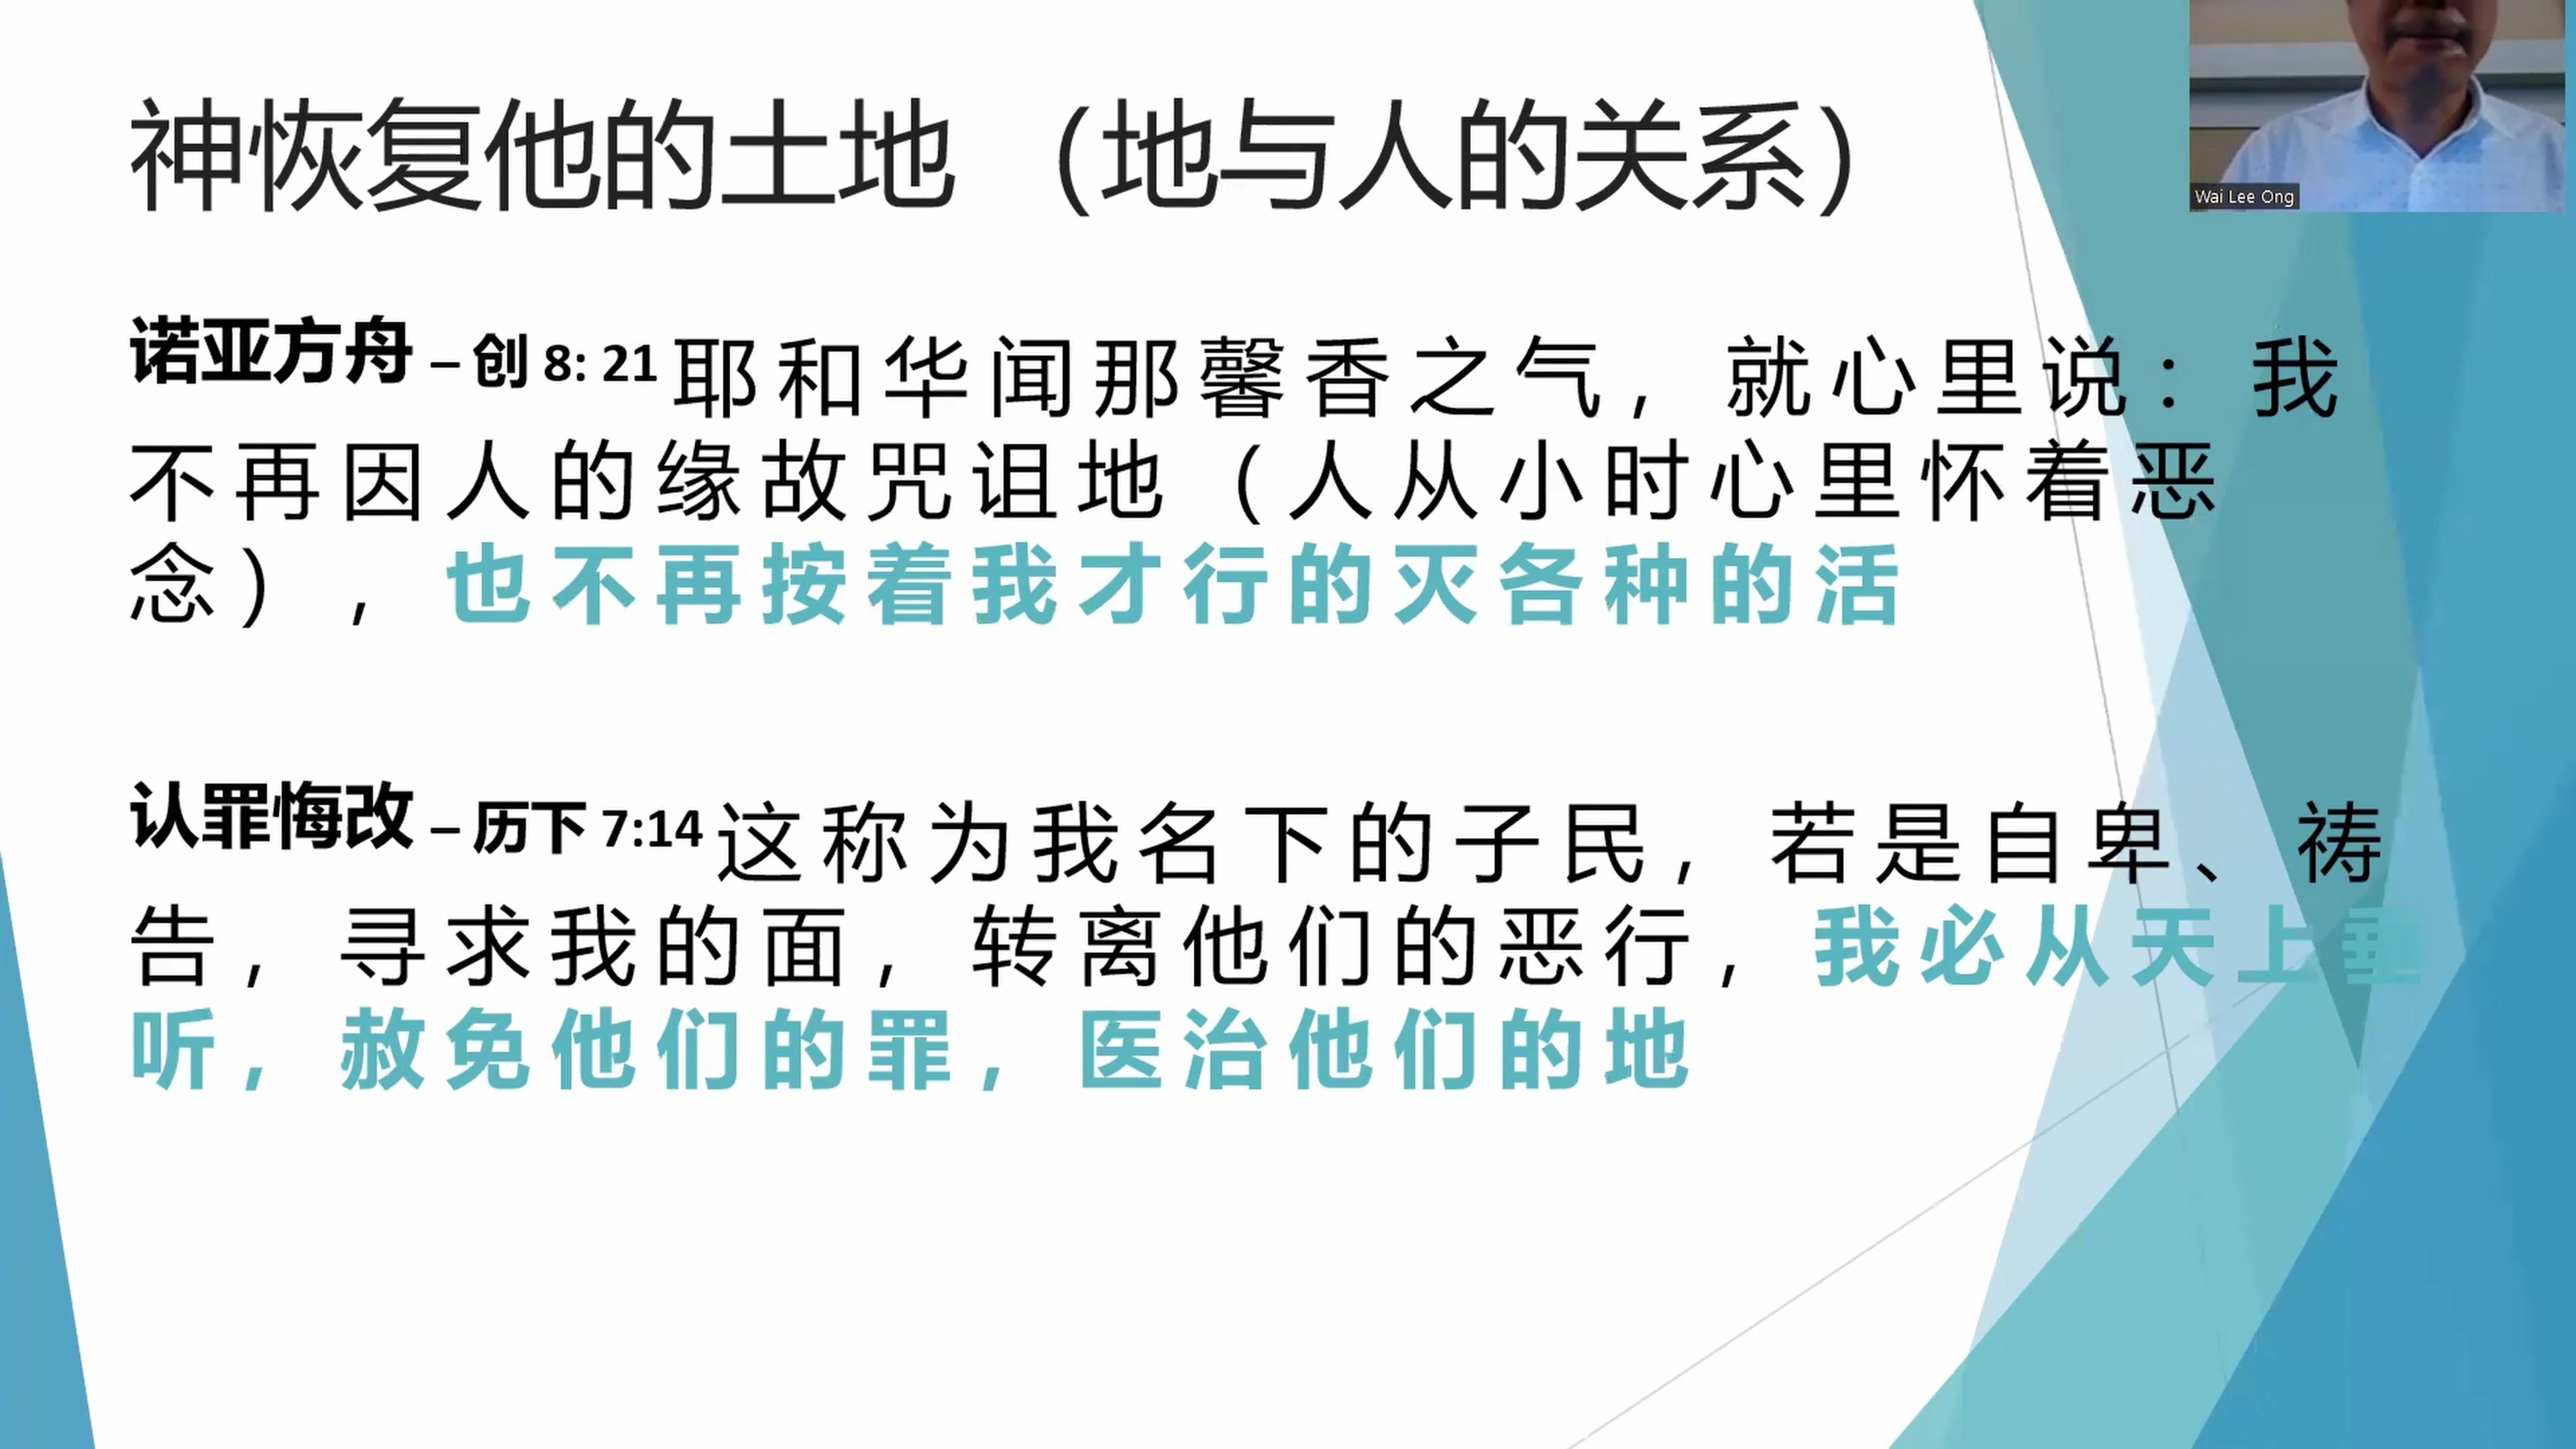 神恢复他的土地 （地与人的关系）
Wai Lee Ong
诺亚方舟 – 创 8: 21 耶和华闻那馨香之气，就心里说：我
不再因人的缘故咒诅地（人从小时心里怀着恶
念），也不再按着我才行的灭各种的活
认罪悔改 – 历下 7:14 这称为我名下的子民，若是自卑、祷
告，寻求我的面，转离他们的恶行，我必从天上垂
听，赦免他们的罪，医治他们的地